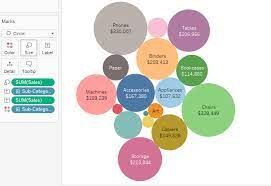 Marks
Circle
Color
Size
Label
Detail
Tooltip
SUM(Sales)
Sub-Catego..
SUM(Sales)
Sub-Catego..
Phones
$330,007
Tables
$206,966
Binders
$203,413
Bookcases
$114,880
Paper
Machines
$189,239
Accessories
$167,380
Appliances
$107,532
Chairs
$328,449
Art
Copiers
$149,528
Storage
$223,844